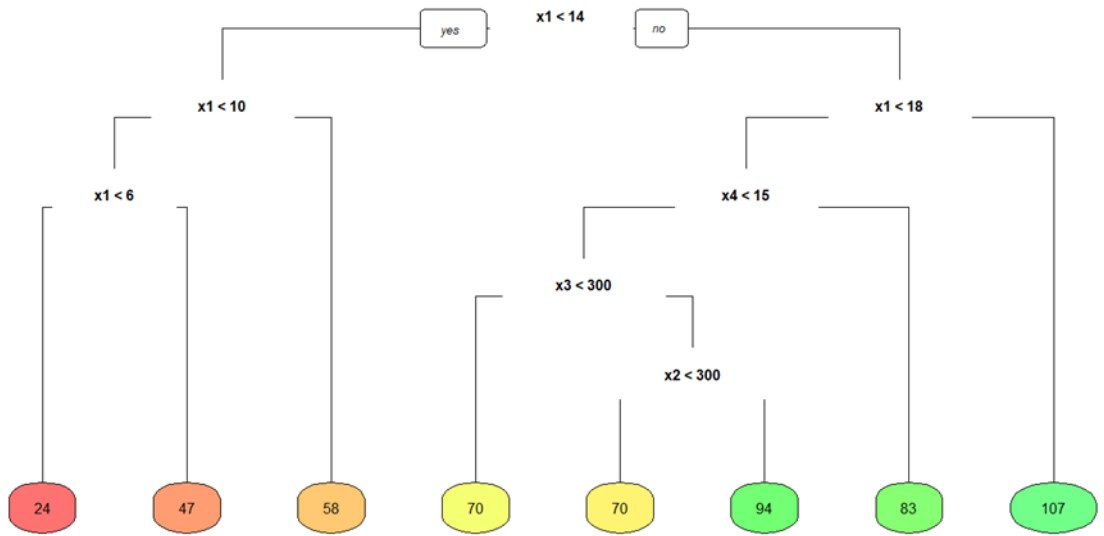 x1 < 14
yes
no
x1 < 10
x1 < 18
x1 < 6
x4 < 15
x3 < 300
x2 < 300
24
47
58
70
70
94
83
107